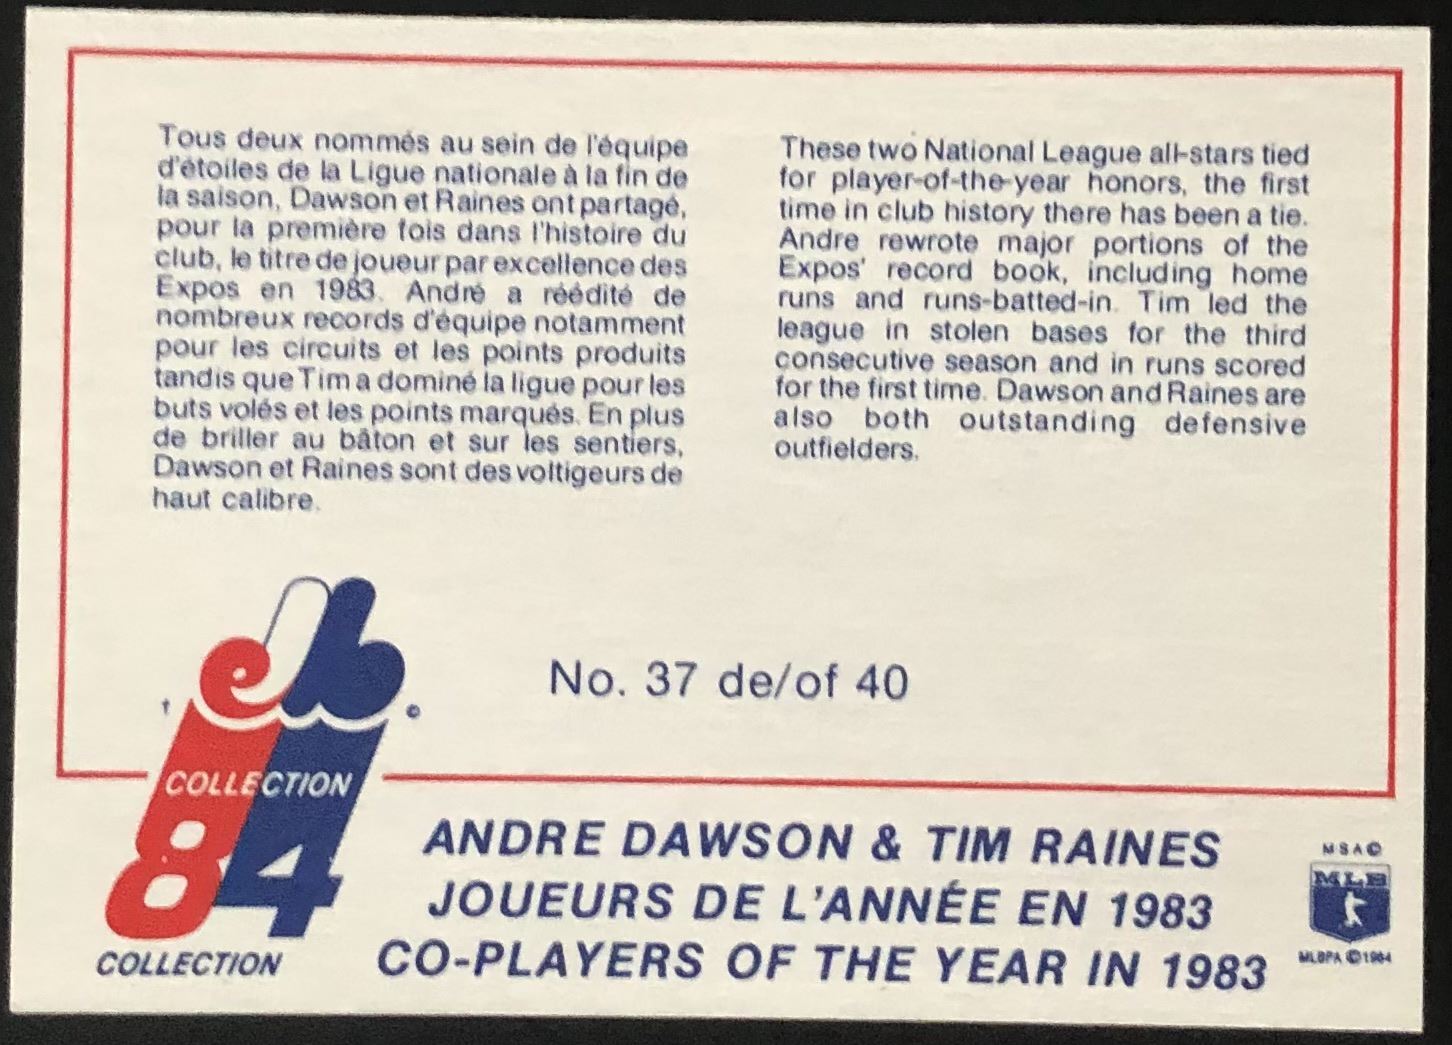 Tous deux nommés au sein de l'équipe
d'étoiles de la Ligue nationale à la fin de
la saison, Dawson et Raines ont partagé,
pour la première fois dans l'histoire du
club, le titre de joueur par excellence des
Expos en 1983. André a réédité de
nombreux records d'équipe notamment
pour les circuits et les points produits
tandis que Tim a dominé la ligue pour les
buts volés et les points marqués. En plus
de briller au bâton et sur les sentiers,
Dawson et Raines sont des voltigeurs de
haut calibre.
These two National League all-stars tied
for player-of-the-year honors, the first
time in club history there has been a tie.
Andre rewrote major portions of the
Expos' record book, including home
runs and runs-batted-in. Tim led the
league in stolen bases for the third
consecutive season and in runs scored
for the first time. Dawson and Raines are
also both outstanding defensive
outfielders.
No. 37 de/of 40
† eb ©
COLLECTION
84
COLLECTION
ANDRE DAWSON & TIM RAINES
JOUEURS DE L'ANNÉE EN 1983
CO-PLAYERS OF THE YEAR IN 1983
MSA©
MLB
MLBPA ©1984